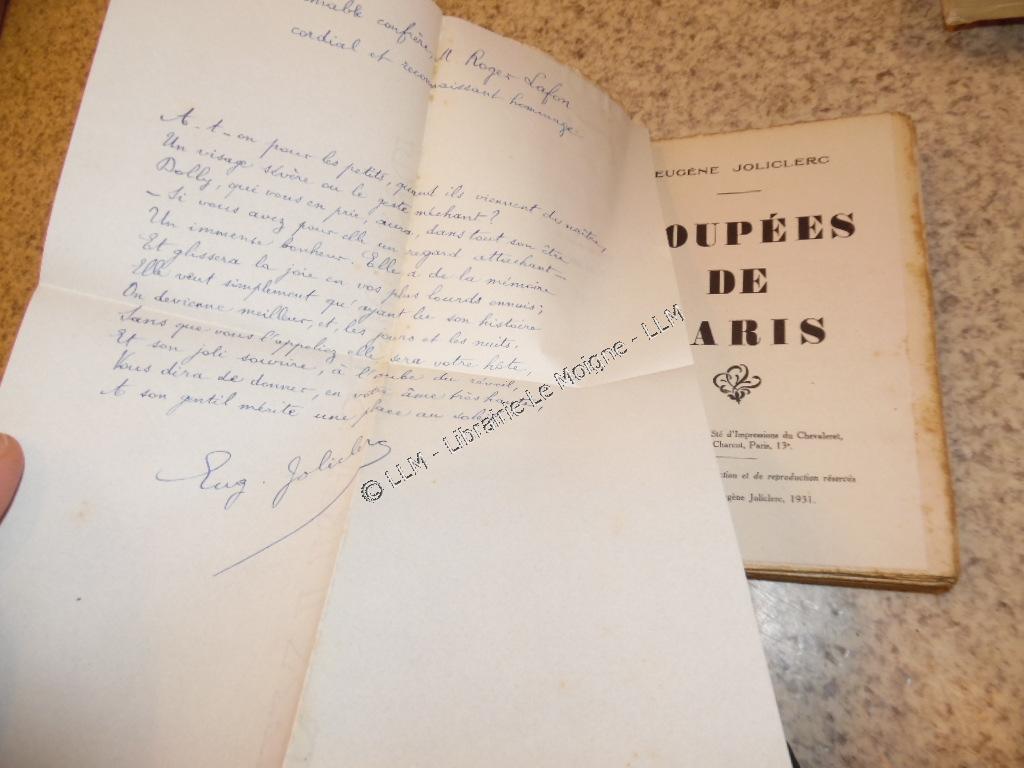 confrère, M Roger Lafon
cordial et reconnaissant hommage
A-t-on pour les petits, quand ils viennent de naître,
Un visage sévère ou le geste méchant ?
Dolly, qui vous en prie, aura, dans tout son être
– Si vous avez pour elle un regard attachant –
Un immense bonheur. Elle a de la mémoire
Et glissera la joie en vos plus lourds ennuis ;
Elle veut simplement qu'ayant lu son histoire
On devienne meilleur, et, les jours et les nuits,
Sans que vous l'appeliez elle sera votre hôte,
Et son joli sourire, à l'aube du réveil,
Vous dira de donner, en votre âme très
A son gentil mérite une place au
Eug. Joliclerc
EUGÈNE JOLICLERC
OUPÉES
DE
ARIS
Sté d'Impressions du Chevaleret,
Charcot, Paris, 13e.
tion et de reproduction réservés
gène Joliclerc, 1931.
© LLM - Librairie Le Moigne - LLM